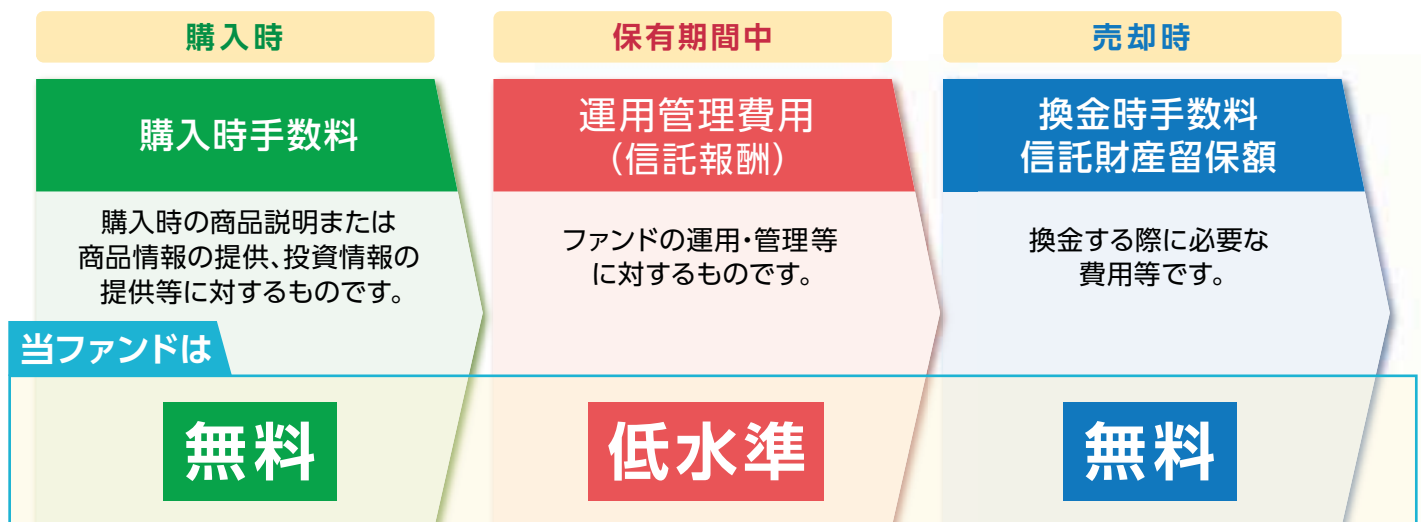 購入時
保有期間中
売却時
購入時手数料
運用管理費用
（信託報酬）
換金時手数料
信託財産留保額
購入時の商品説明または
商品情報の提供、投資情報の
提供等に対するものです。
ファンドの運用・管理等
に対するものです。
換金する際に必要な
費用等です。
当ファンドは
無料
低水準
無料